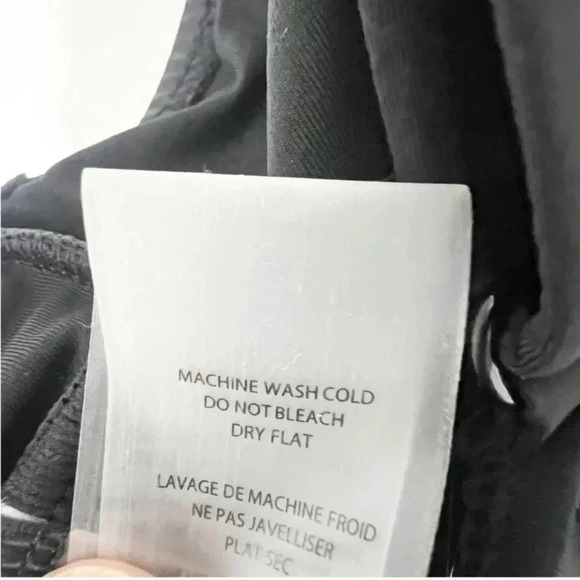 MACHINE WASH COLD
DO NOT BLEACH
DRY FLAT
LAVAGE DE MACHINE FROID
NE PAS JAVELLISER
PLAT SEC